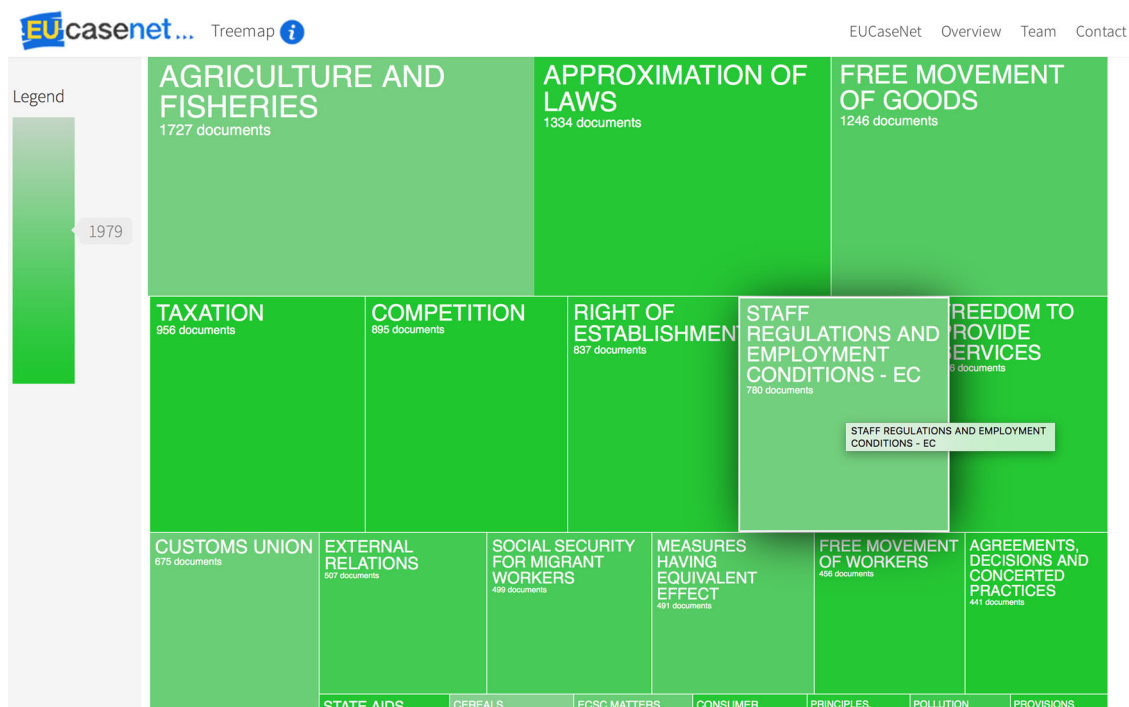 EUcasenet...
Treemap i
EUCaseNet Overview Team Contact
Legend
1979
AGRICULTURE AND
FISHERIES
1727 documents
APPROXIMATION OF
LAWS
1334 documents
FREE MOVEMENT
OF GOODS
1246 documents
TAXATION
956 documents
COMPETITION
895 documents
RIGHT OF
ESTABLISHMENT
837 documents
STAFF
REGULATIONS AND
EMPLOYMENT
CONDITIONS - EC
780 documents
REEDOM TO
ROVIDE
ERVICES
6 documents
STAFF REGULATIONS AND EMPLOYMENT
CONDITIONS - EC
CUSTOMS UNION
675 documents
EXTERNAL
RELATIONS
507 documents
SOCIAL SECURITY
FOR MIGRANT
WORKERS
499 documents
MEASURES
HAVING
EQUIVALENT
EFFECT
491 documents
FREE MOVEMENT
OF WORKERS
456 documents
AGREEMENTS,
DECISIONS AND
CONCERTED
PRACTICES
441 documents
STATE AIDS
CEREALS
ECSC MATTERS
CONSUMER
PRINCIPLES
POLLUTION
PROVISIONS